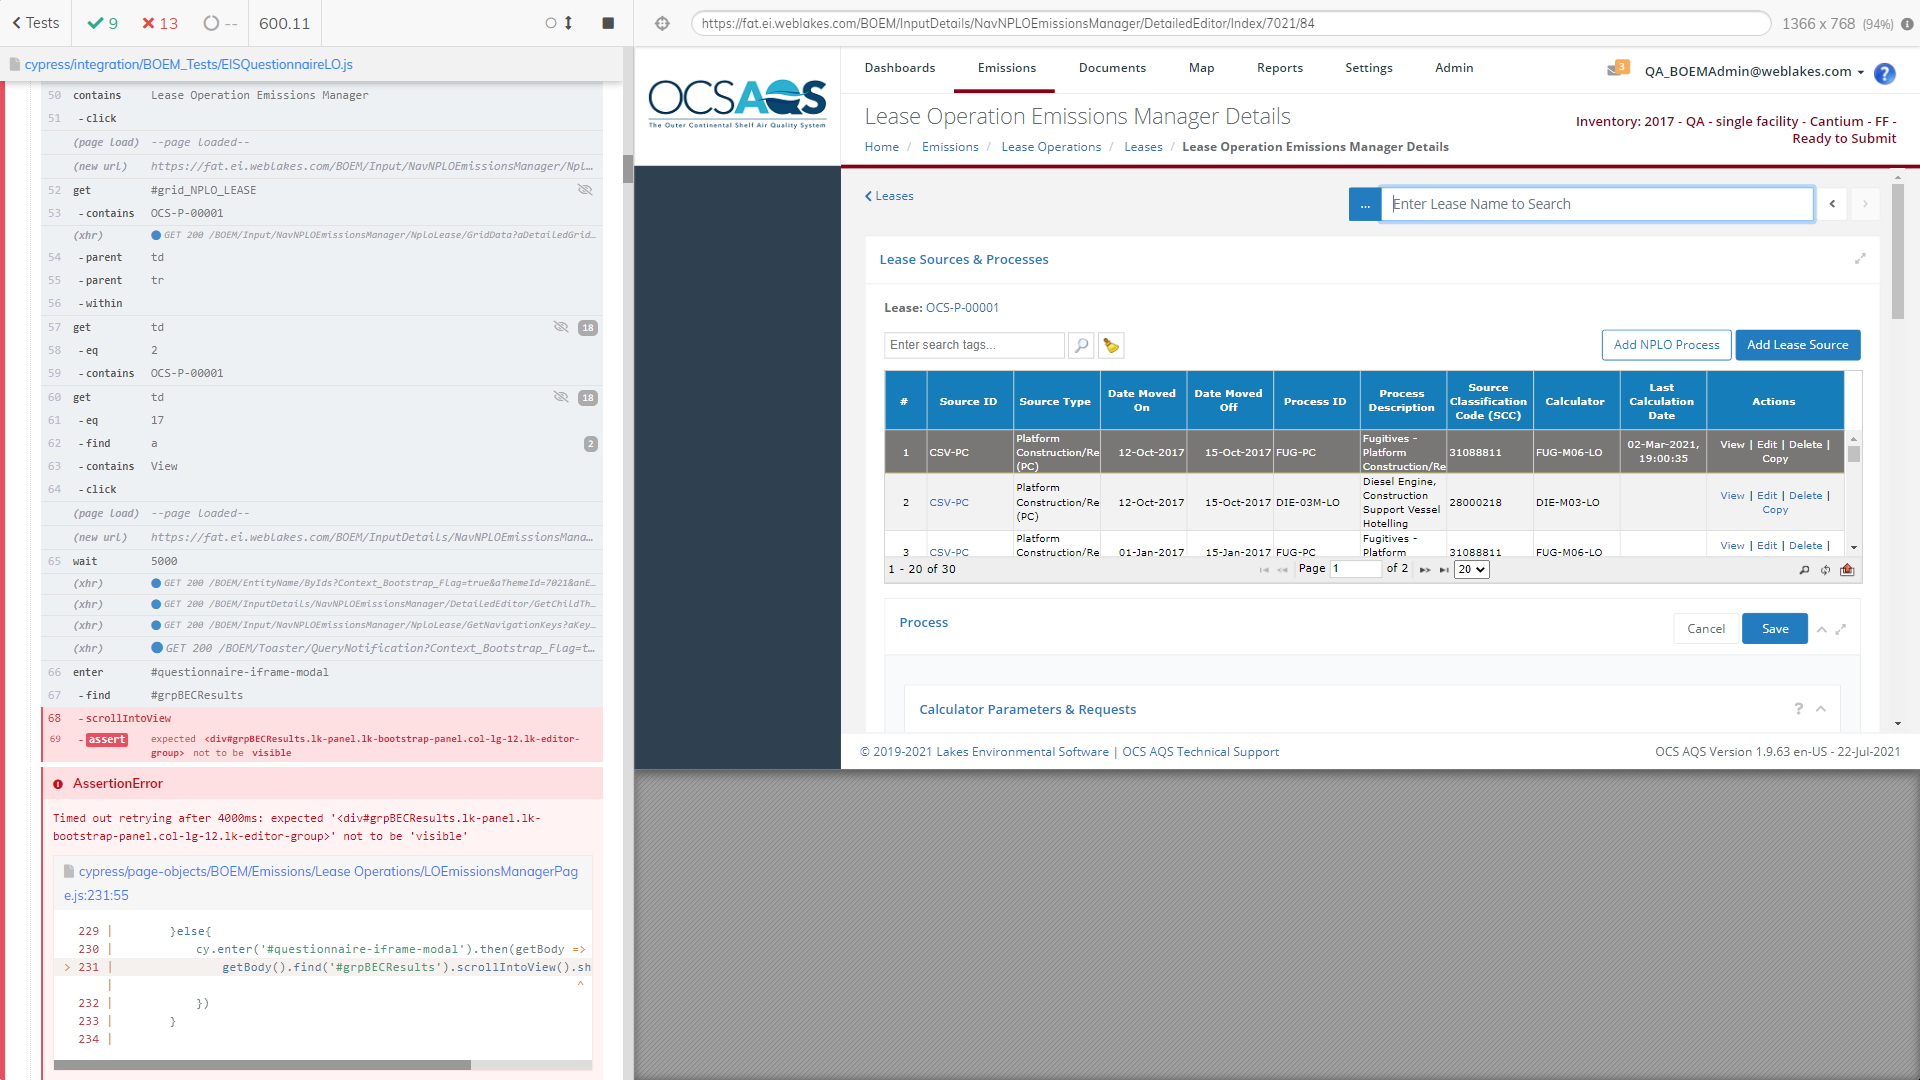 Tests
9
13
--
600.11
cypress/integration/BOEM_Tests/EISQuestionnaireLO.js
50 contains Lease Operation Emissions Manager
51 -click
(page load) --page loaded--
(new url) https://fat.ei.weblakes.com/BOEM/Input/NavNPLOEmissionsManager/Npl…
52 get #grid_NPLO_LEASE
53 -contains OCS-P-00001
(xhr) GET 200 /BOEM/Input/NavNPLOEmissionsManager/NploLease/GridData?aDetailedGrid…
54 -parent td
55 -parent tr
56 -within
57 get td 18
58 -eq 2
59 -contains OCS-P-00001
60 get td 18
61 -eq 17
62 -find a 2
63 -contains View
64 -click
(page load) --page loaded--
(new url) https://fat.ei.weblakes.com/BOEM/InputDetails/NavNPLOEmissionsMana…
65 wait 5000
(xhr) GET 200 /BOEM/EntityName/ByIds?Context_Bootstrap_Flag=true&aThemeId=7021&anE…
(xhr) GET 200 /BOEM/InputDetails/NavNPLOEmissionsManager/DetailedEditor/GetChildTh…
(xhr) GET 200 /BOEM/Input/NavNPLOEmissionsManager/NploLease/GetNavigationKeys?aKey…
(xhr) GET 200 /BOEM/Toaster/QueryNotification?Context_Bootstrap_Flag=t…
66 enter #questionnaire-iframe-modal
67 -find #grpBECResults
68 -scrollIntoView
69 -assert expected <div#grpBECResults.lk-panel.lk-bootstrap-panel.col-lg-12.lk-editor-
group> not to be visible
AssertionError
Timed out retrying after 4000ms: expected '<div#grpBECResults.lk-panel.lk-
bootstrap-panel.col-lg-12.lk-editor-group>' not to be 'visible'
cypress/page-objects/BOEM/Emissions/Lease Operations/LOEmissionsManagerPag
e.js:231:55
229 | }else{
230 | cy.enter('#questionnaire-iframe-modal').then(getBody =>
> 231 | getBody().find('#grpBECResults').scrollIntoView().sh
| ^
232 | })
233 | }
234 |
https://fat.ei.weblakes.com/BOEM/InputDetails/NavNPLOEmissionsManager/DetailedEditor/Index/7021/84
1366 x 768 (94%)
OCSAQS
The Outer Continental Shelf Air Quality System
Dashboards Emissions Documents Map Reports Settings Admin
3 QA_BOEMAdmin@weblakes.com ?
Lease Operation Emissions Manager Details
Inventory: 2017 - QA - single facility - Cantium - FF -
Ready to Submit
Home / Emissions / Lease Operations / Leases / Lease Operation Emissions Manager Details
Leases
... Enter Lease Name to Search
Lease Sources & Processes
Lease: OCS-P-00001
Enter search tags...
Add NPLO Process Add Lease Source
# Source ID Source Type Date Moved On Date Moved Off Process ID Process Description Source Classification Code (SCC) Calculator Last Calculation Date Actions
1 CSV-PC Platform Construction/Re (PC) 12-Oct-2017 15-Oct-2017 FUG-PC Fugitives - Platform Construction/Re 31088811 FUG-M06-LO 02-Mar-2021, 19:00:35 View | Edit | Delete | Copy
2 CSV-PC Platform Construction/Re (PC) 12-Oct-2017 15-Oct-2017 DIE-03M-LO Diesel Engine, Construction Support Vessel Hotelling 28000218 DIE-M03-LO View | Edit | Delete | Copy
3 CSV-PC Platform Construction/Re 01-Jan-2017 15-Jan-2017 FUG-PC Fugitives - Platform 31088811 FUG-M06-LO View | Edit | Delete |
1 - 20 of 30
Page 1 of 2 20
Process
Cancel Save
Calculator Parameters & Requests ?
© 2019-2021 Lakes Environmental Software | OCS AQS Technical Support
OCS AQS Version 1.9.63 en-US - 22-Jul-2021